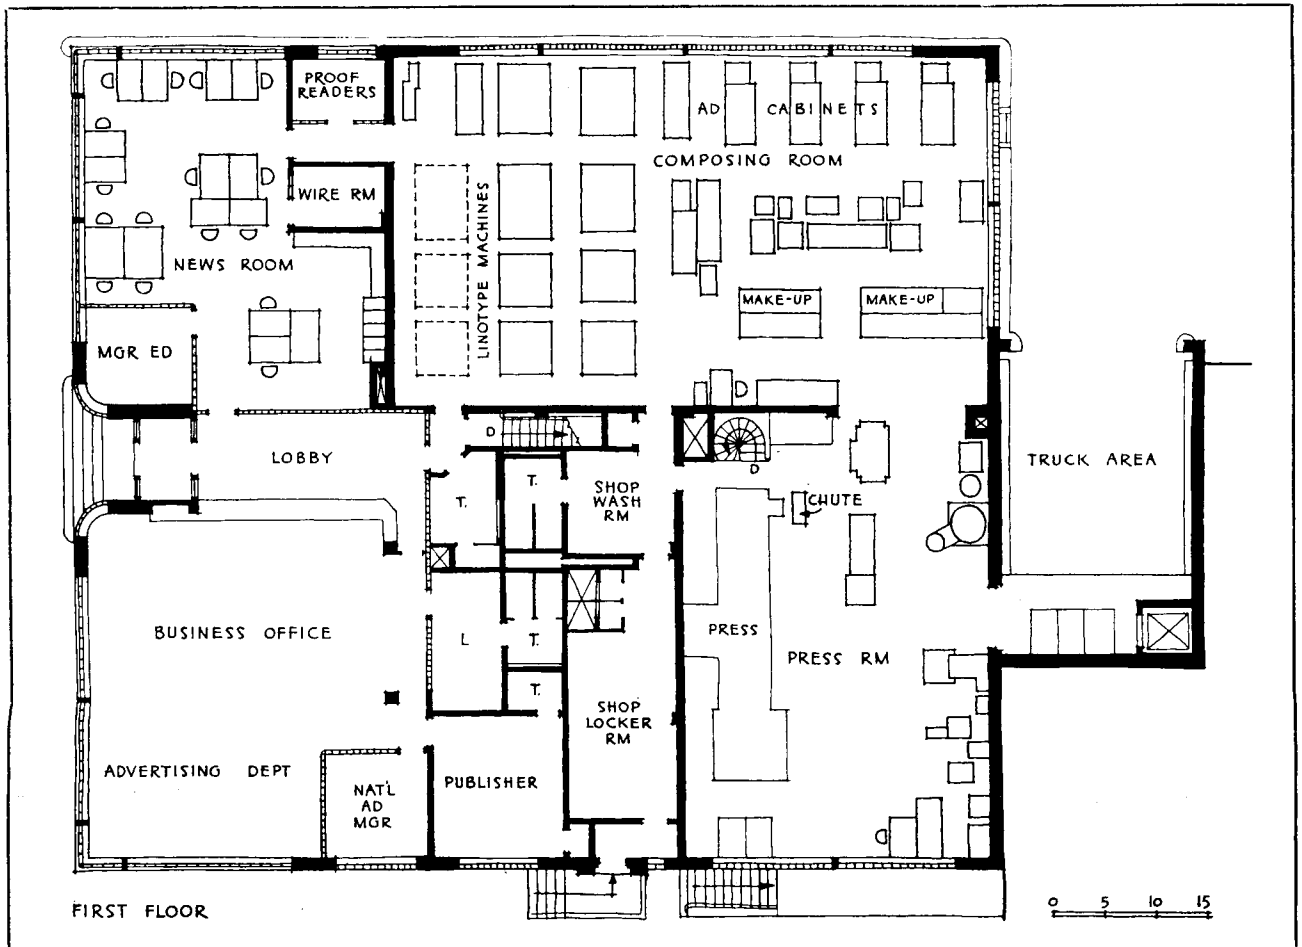 PROOF
READERS
AD CABINETS
COMPOSING ROOM
WIRE RM
LINOTYPE MACHINES
NEWS ROOM
MAKE-UP
MAKE-UP
MGR ED
D
LOBBY
TRUCK AREA
D
T.
T.
SHOP
WASH
RM
CHUTE
BUSINESS OFFICE
L
T.
PRESS
PRESS RM
T.
SHOP
LOCKER
RM
ADVERTISING DEPT
NAT'L
AD
MGR
PUBLISHER
FIRST FLOOR
0 5 10 15